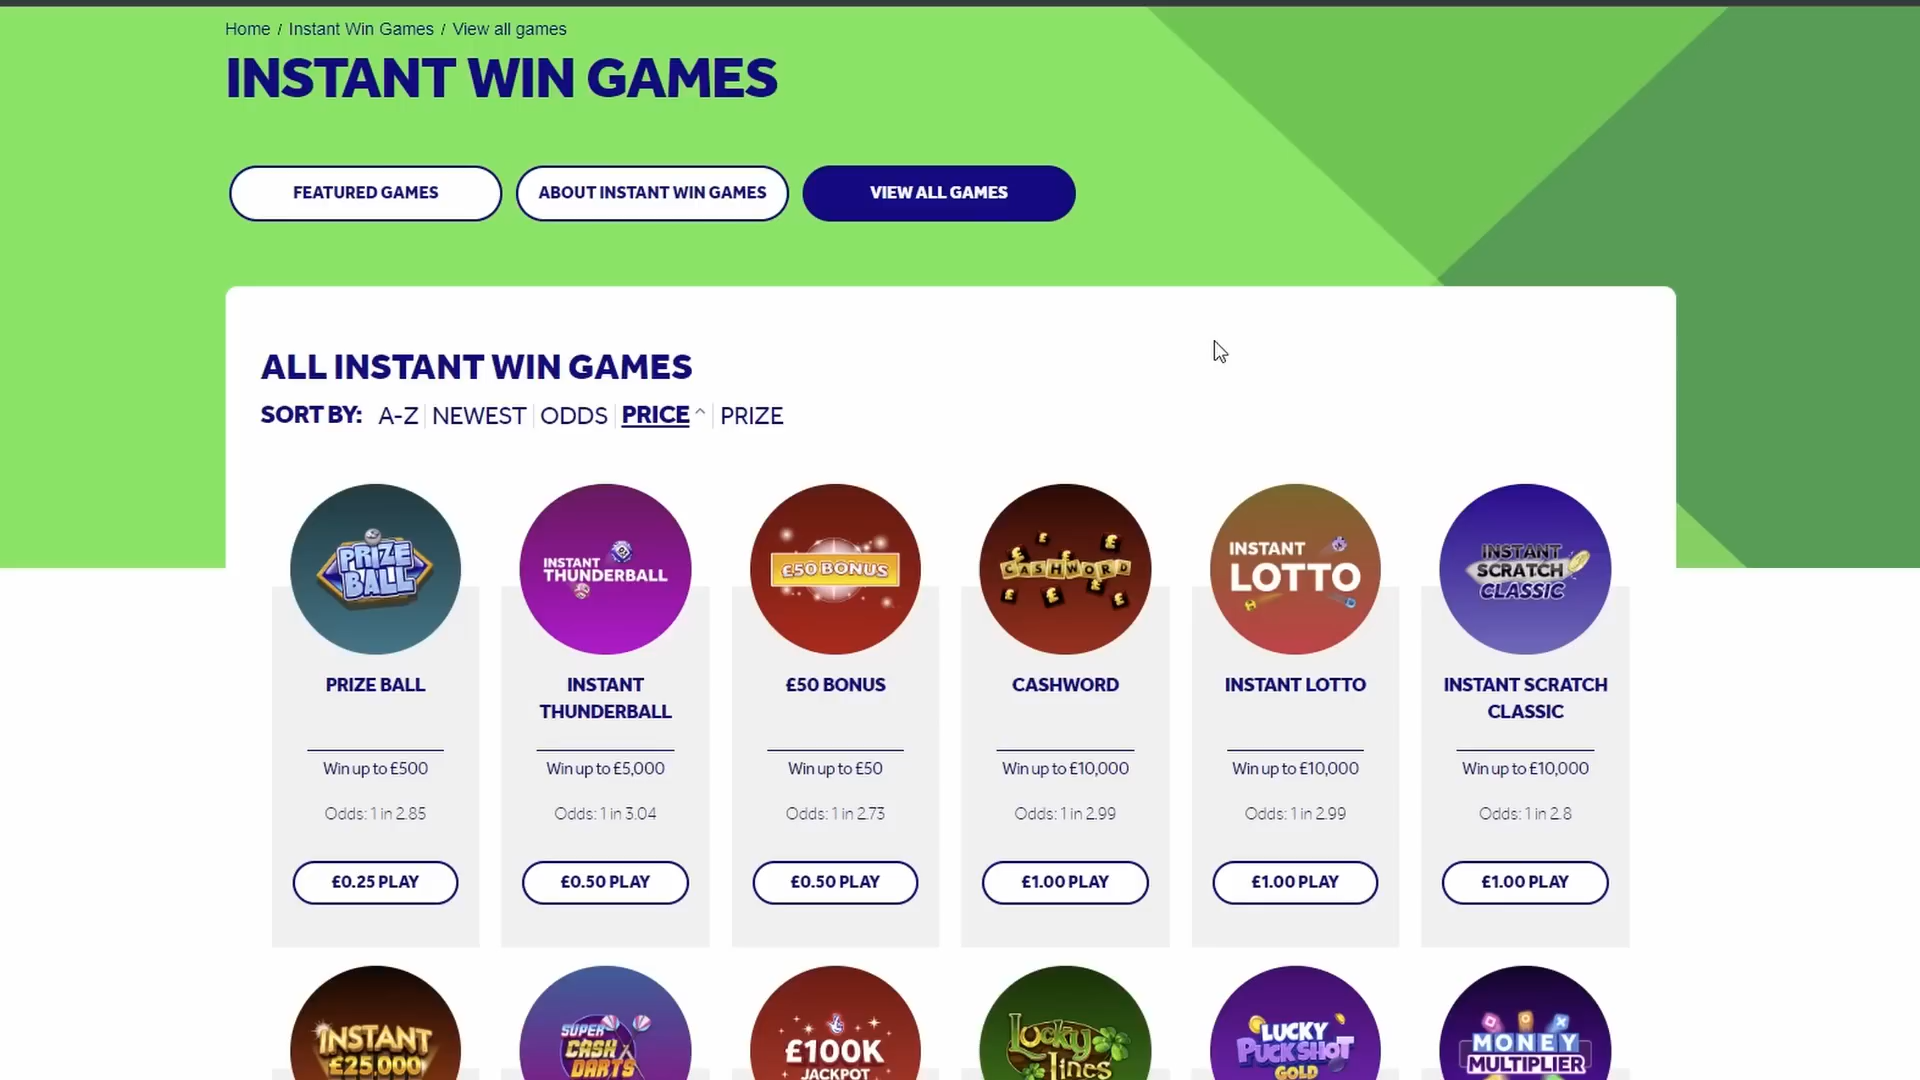 Home / Instant Win Games / View all games
INSTANT WIN GAMES
FEATURED GAMES
ABOUT INSTANT WIN GAMES
VIEW ALL GAMES
ALL INSTANT WIN GAMES
SORT BY: A-Z NEWEST ODDS PRICE ^ PRIZE
PRIZE
BALL
INSTANT
THUNDERBALL
£50 BONUS
CASHWORD
INSTANT
LOTTO
INSTANT
SCRATCH
CLASSIC
PRIZE BALL
INSTANT
THUNDERBALL
£50 BONUS
CASHWORD
INSTANT LOTTO
INSTANT SCRATCH
CLASSIC
Win up to £500
Win up to £5,000
Win up to £50
Win up to £10,000
Win up to £10,000
Win up to £10,000
Odds: 1 in 2.85
Odds: 1 in 3.04
Odds: 1 in 2.73
Odds: 1 in 2.99
Odds: 1 in 2.99
Odds: 1 in 2.8
£0.25 PLAY
£0.50 PLAY
£0.50 PLAY
£1.00 PLAY
£1.00 PLAY
£1.00 PLAY
INSTANT
£25,000
SUPER
CASH
DARTS
£100K
JACKPOT
Lucky
Lines
LUCKY
PUCKSHOT
GOLD
MONEY
MULTIPLIER